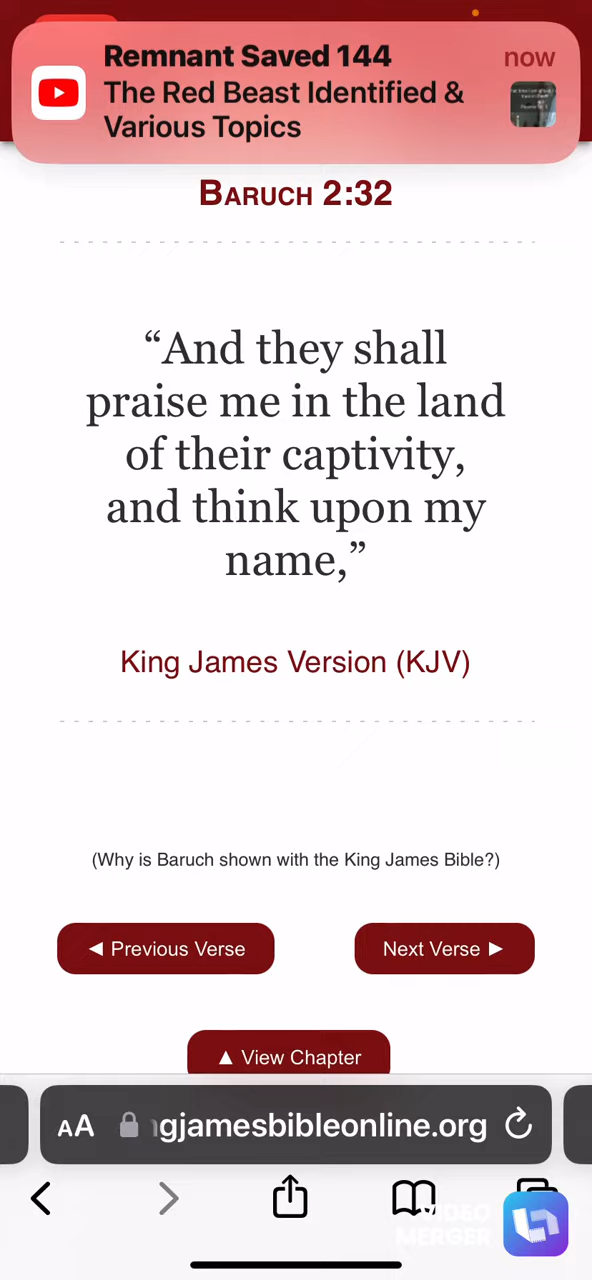 Remnant Saved 144
now
The Red Beast Identified &
Various Topics
BARUCH 2:32
“And they shall
praise me in the land
of their captivity,
and think upon my
name,”
King James Version (KJV)
(Why is Baruch shown with the King James Bible?)
◄ Previous Verse
Next Verse ►
▲ View Chapter
AA
gjamesbibleonline.org
VIDEO
MERGER